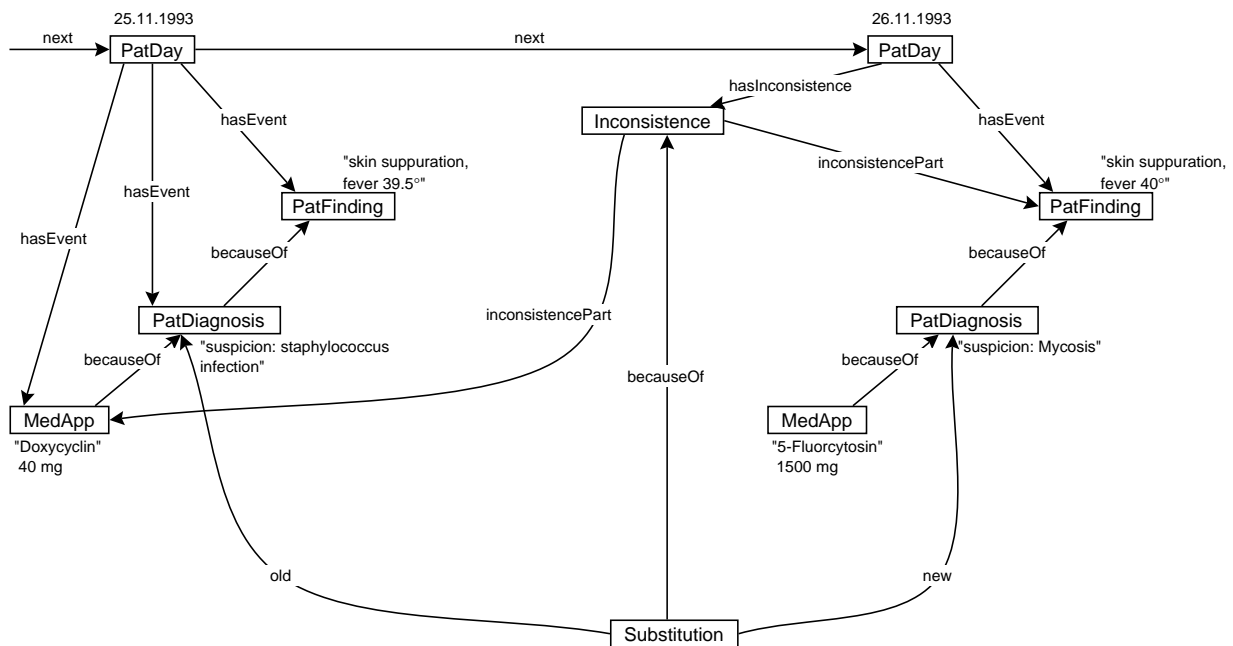 25.11.1993
26.11.1993
next
PatDay
next
PatDay
hasInconsistence
Inconsistence
hasEvent
hasEvent
"skin suppuration,
fever 39.5°"
inconsistencePart
"skin suppuration,
fever 40°"
hasEvent
PatFinding
PatFinding
hasEvent
becauseOf
becauseOf
PatDiagnosis
inconsistencePart
PatDiagnosis
"suspicion: staphylococcus
infection"
"suspicion: Mycosis"
becauseOf
becauseOf
becauseOf
MedApp
MedApp
"Doxycyclin"
40 mg
"5-Fluorcytosin"
1500 mg
old
new
Substitution